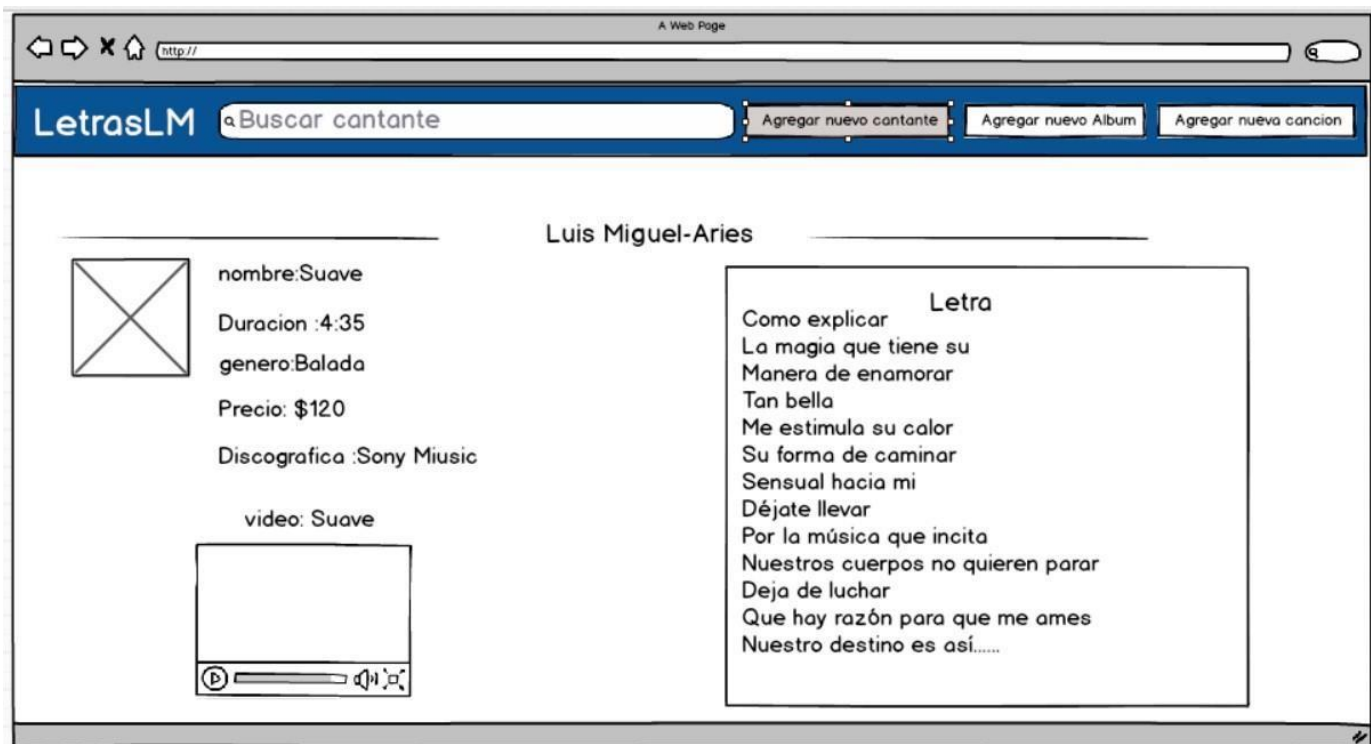 A Web Page
http://
LetrasLM
Buscar cantante
Agregar nuevo cantante
Agregar nuevo Album
Agregar nueva cancion
Luis Miguel-Aries
nombre:Suave
Duracion :4:35
genero:Balada
Precio: $120
Discografica :Sony Miusic
video: Suave
Letra
Como explicar
La magia que tiene su
Manera de enamorar
Tan bella
Me estimula su calor
Su forma de caminar
Sensual hacia mi
Déjate llevar
Por la música que incita
Nuestros cuerpos no quieren parar
Deja de luchar
Que hay razón para que me ames
Nuestro destino es así......